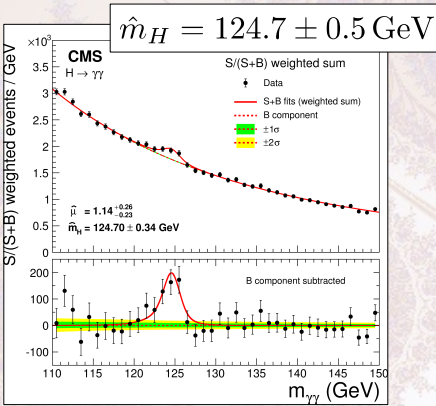 m̂_H = 124.7 ± 0.5 GeV
×10³
CMS
H → γγ
S/(S+B) weighted sum
Data
S+B fits (weighted sum)
B component
±1σ
±2σ
S/(S+B) weighted events / GeV
3.5
3
2.5
2
1.5
1
0.5
0
μ̂ = 1.14 +0.26 −0.23
m̂_H = 124.70 ± 0.34 GeV
200
100
0
-100
B component subtracted
110 115 120 125 130 135 140 145 150
m_γγ (GeV)